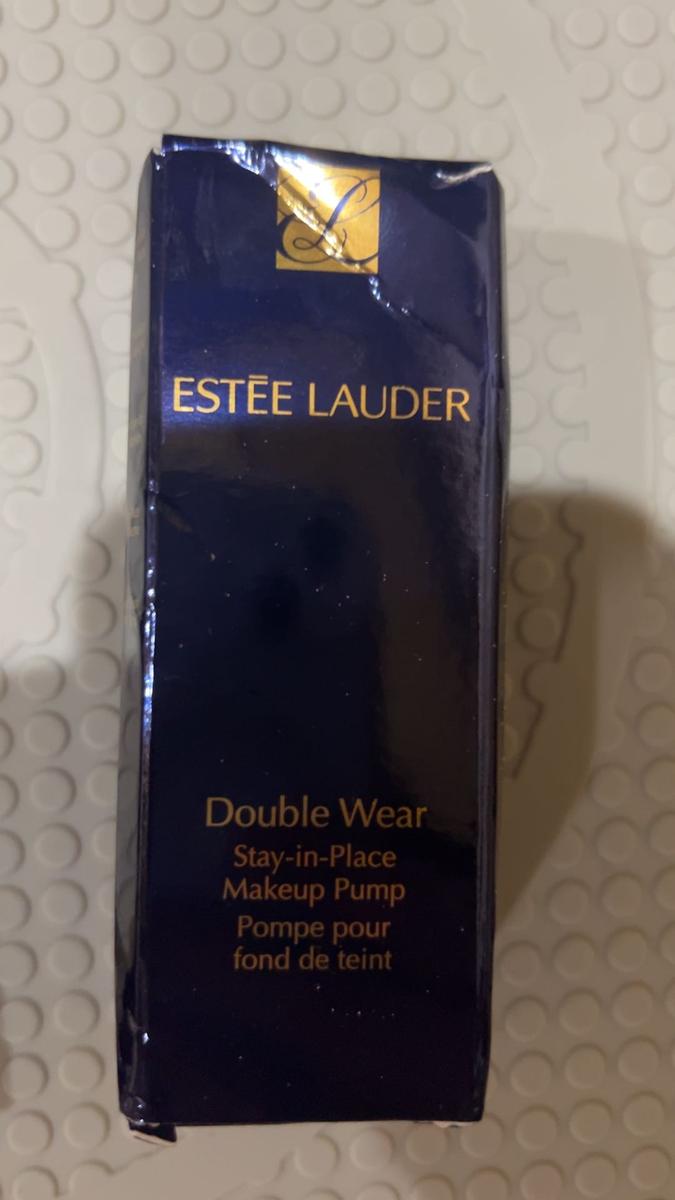 ESTĒE LAUDER
Double Wear
Stay-in-Place
Makeup Pump
Pompe pour
fond de teint